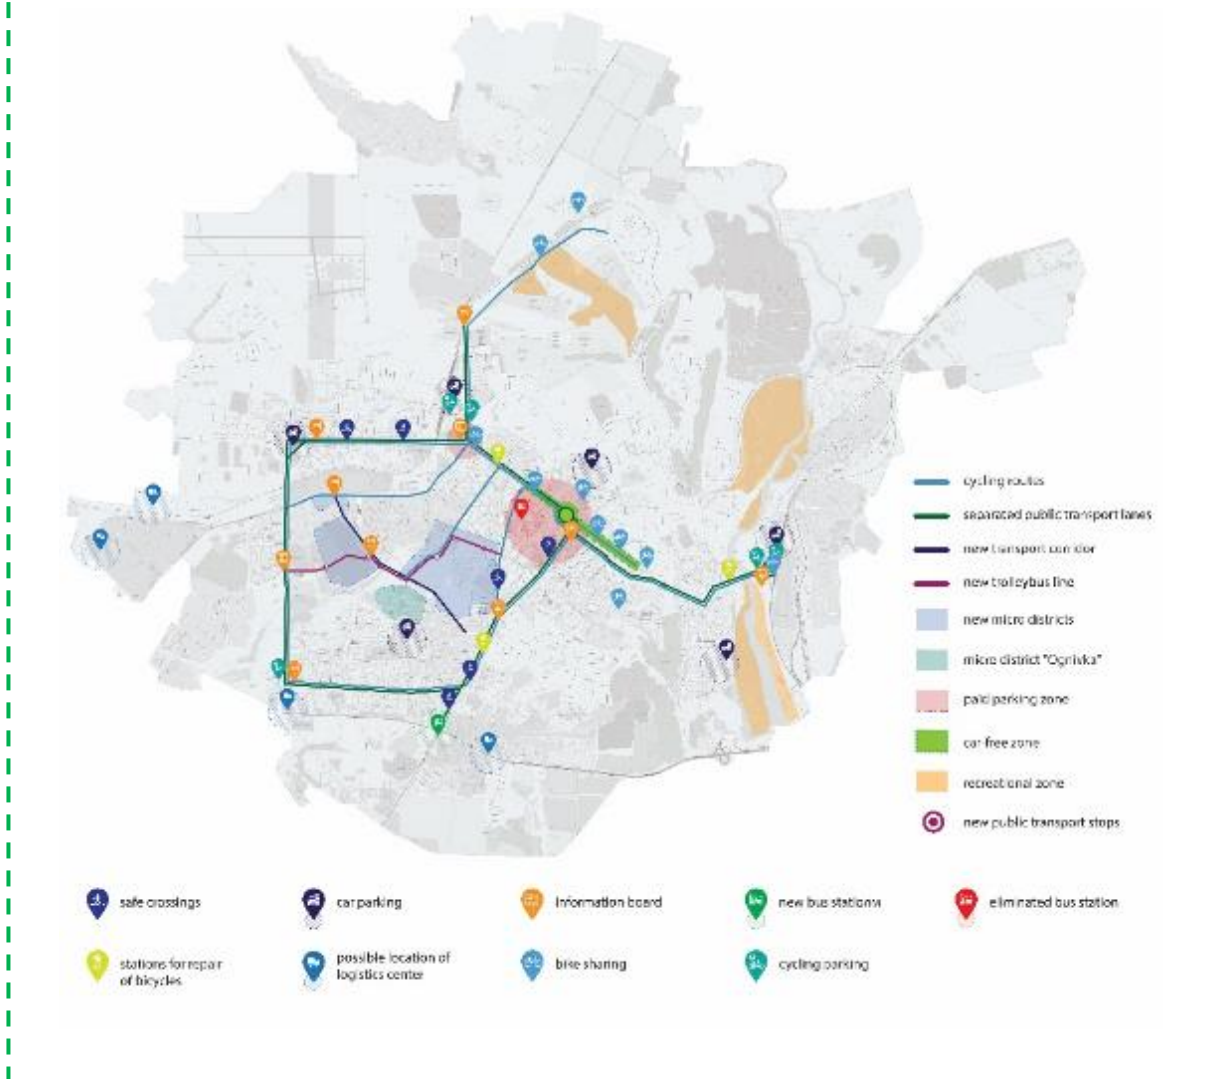 cycling routes
separated public transport lanes
new transport corridor
new trolleybus line
new micro districts
micro district "Ognivka"
paid parking zone
car-free zone
recreational zone
new public transport stops
safe crossings
car parking
information board
new bus station
eliminated bus station
stations for repair
of bicycles
possible location of
logistics center
bike sharing
cycling parking